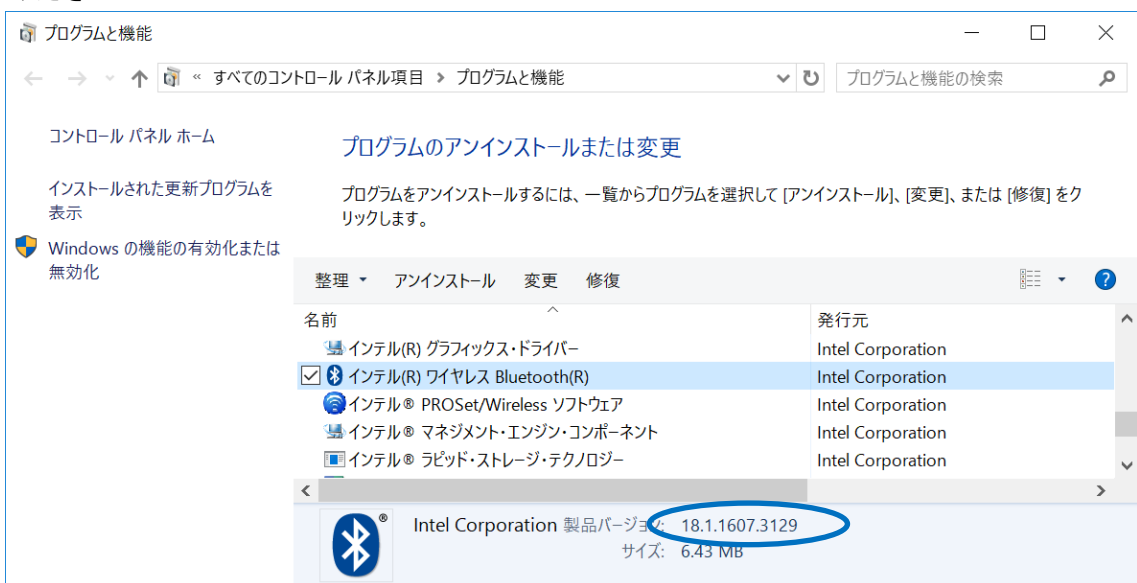 プログラムと機能
« すべてのコントロール パネル項目 > プログラムと機能
プログラムと機能の検索
コントロール パネル ホーム
インストールされた更新プログラムを
表示
Windows の機能の有効化または
無効化
プログラムのアンインストールまたは変更
プログラムをアンインストールするには、一覧からプログラムを選択して [アンインストール]、[変更]、または [修復] をク
リックします。
整理 アンインストール 変更 修復
名前 発行元
インテル(R) グラフィックス・ドライバー Intel Corporation
インテル(R) ワイヤレス Bluetooth(R) Intel Corporation
インテル® PROSet/Wireless ソフトウェア Intel Corporation
インテル® マネジメント・エンジン・コンポーネント Intel Corporation
インテル® ラピッド・ストレージ・テクノロジー Intel Corporation
Intel Corporation 製品バージョン: 18.1.1607.3129
サイズ: 6.43 MB